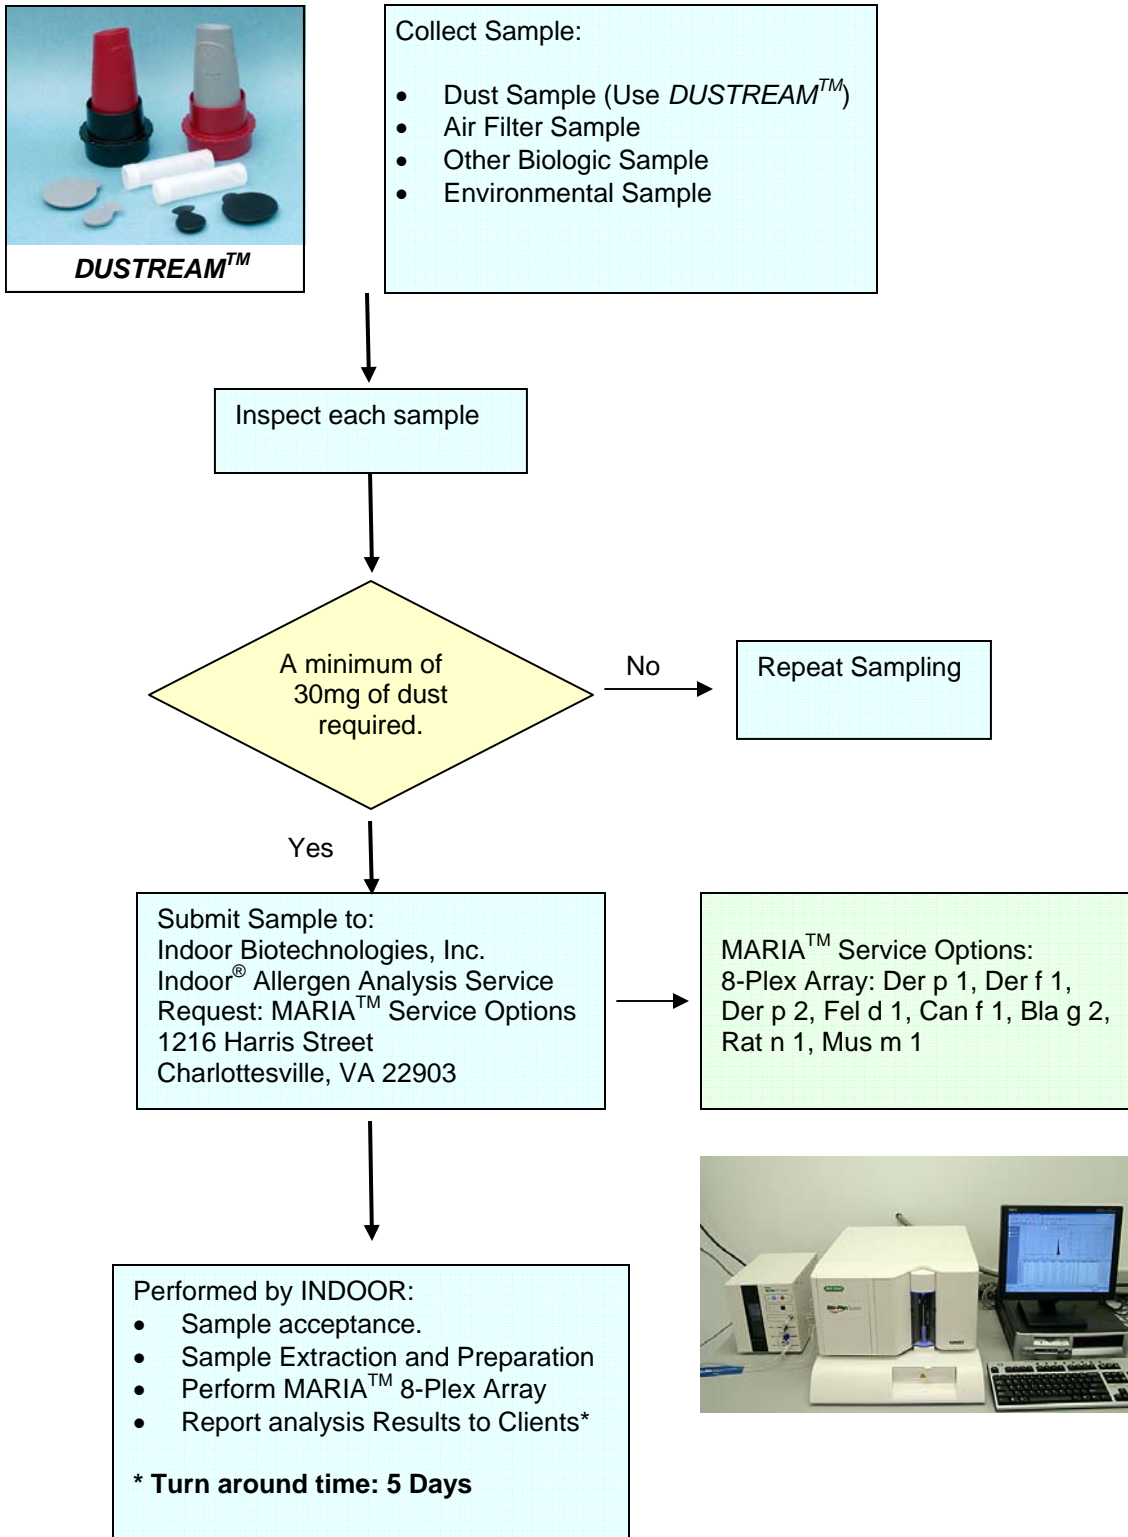 DUSTREAM™
Collect Sample:
• Dust Sample (Use DUSTREAM™)
• Air Filter Sample
• Other Biologic Sample
• Environmental Sample
Inspect each sample
A minimum of
30mg of dust
required.
No
Repeat Sampling
Yes
Submit Sample to:
Indoor Biotechnologies, Inc.
Indoor® Allergen Analysis Service
Request: MARIA™ Service Options
1216 Harris Street
Charlottesville, VA 22903
MARIA™ Service Options:
8-Plex Array: Der p 1, Der f 1,
Der p 2, Fel d 1, Can f 1, Bla g 2,
Rat n 1, Mus m 1
Performed by INDOOR:
• Sample acceptance.
• Sample Extraction and Preparation
• Perform MARIA™ 8-Plex Array
• Report analysis Results to Clients*
* Turn around time: 5 Days